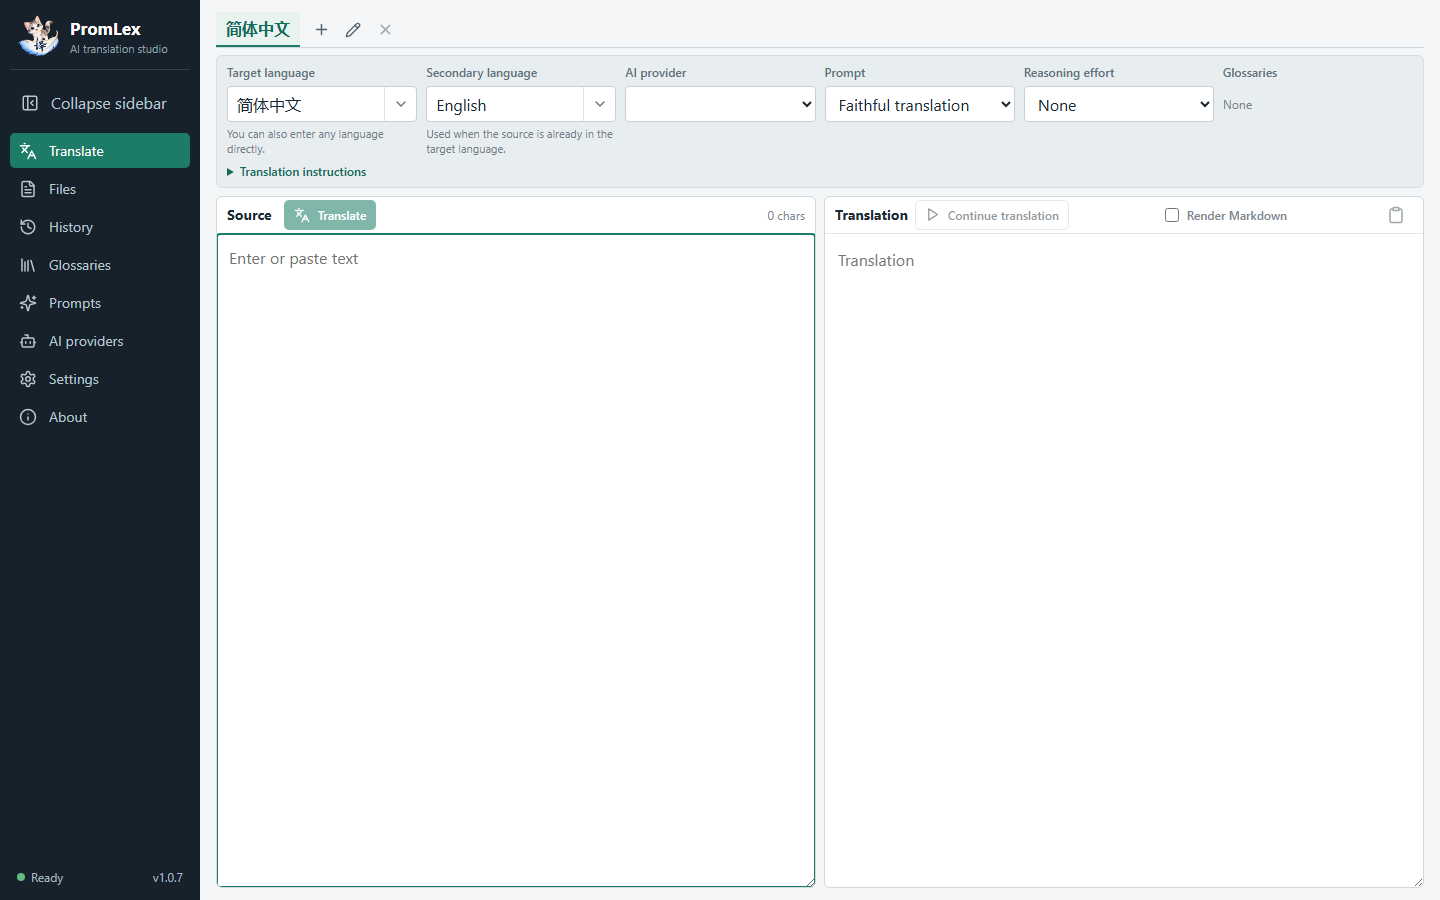 译
PromLex
AI translation studio
Collapse sidebar
Translate
Files
History
Glossaries
Prompts
AI providers
Settings
About
Ready
v1.0.7
简体中文
Target language
简体中文
You can also enter any language
directly.
Secondary language
English
Used when the source is already in the
target language.
AI provider
Prompt
Faithful translation
Reasoning effort
None
Glossaries
None
Translation instructions
Source
Translate
0 chars
Enter or paste text
Translation
Continue translation
Render Markdown
Translation